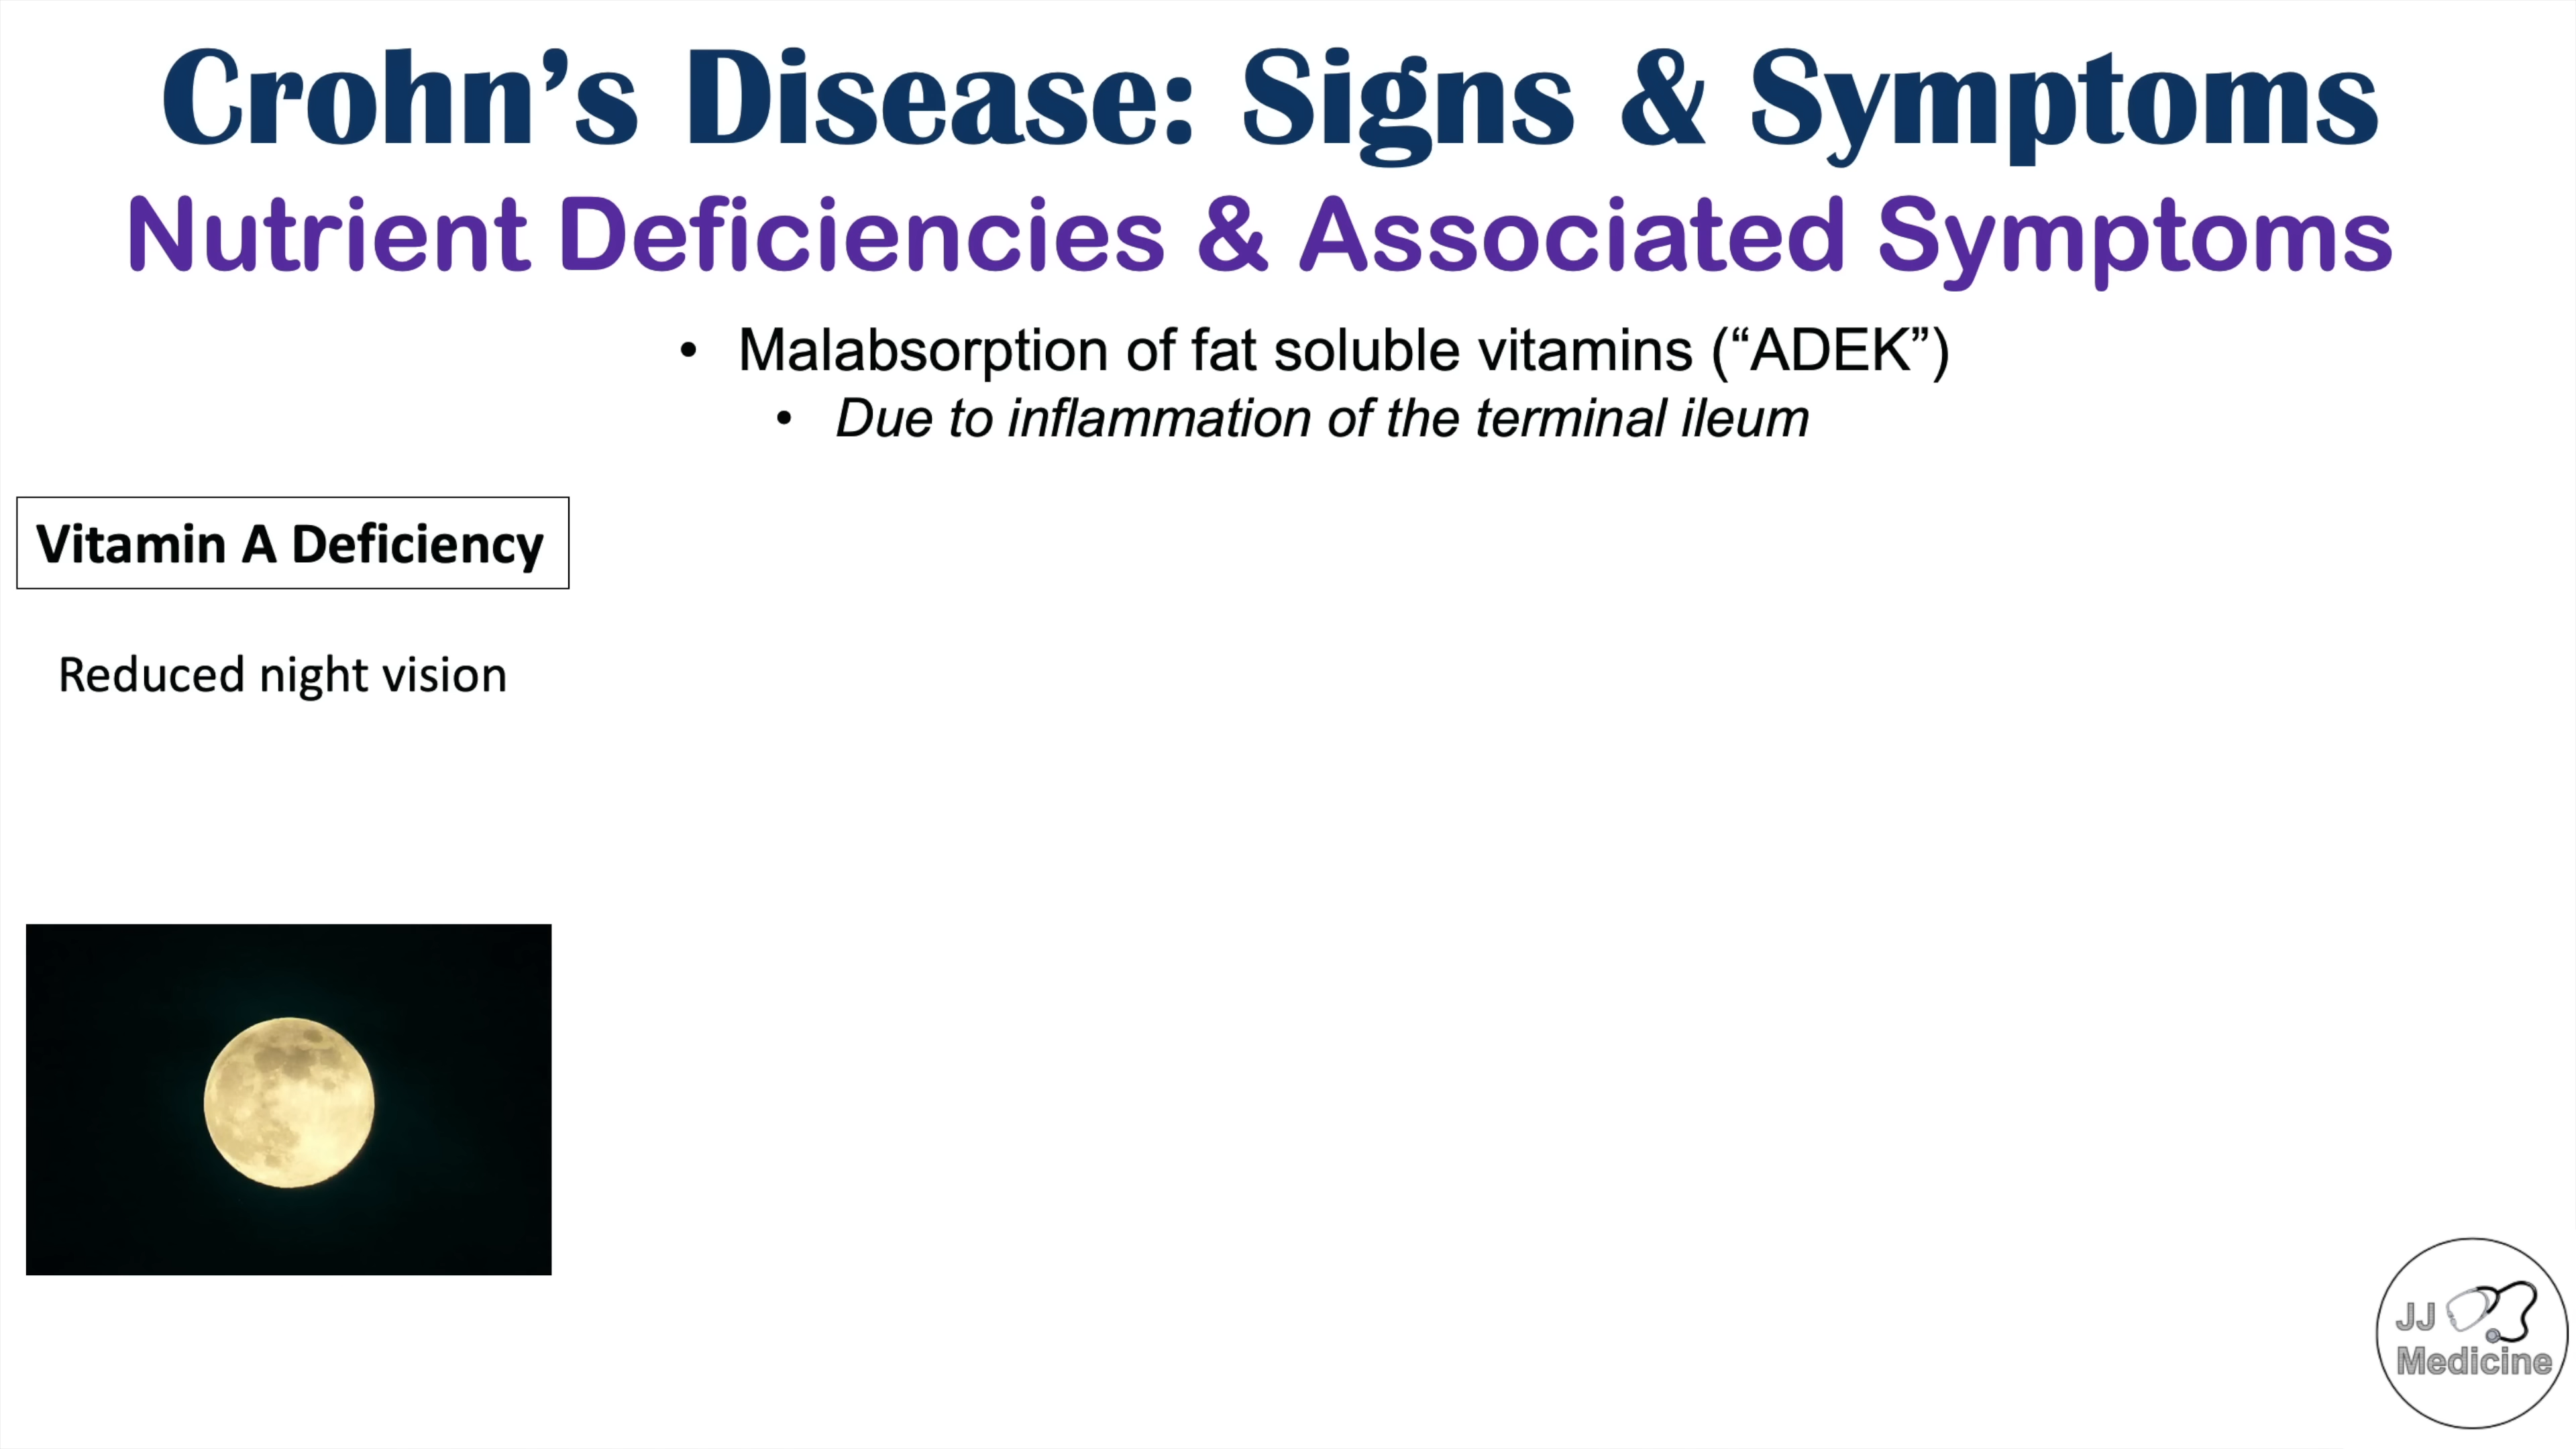 Crohn’s Disease: Signs & Symptoms
Nutrient Deficiencies & Associated Symptoms
• Malabsorption of fat soluble vitamins (“ADEK”)
• Due to inflammation of the terminal ileum
Vitamin A Deficiency
Reduced night vision
JJ
Medicine